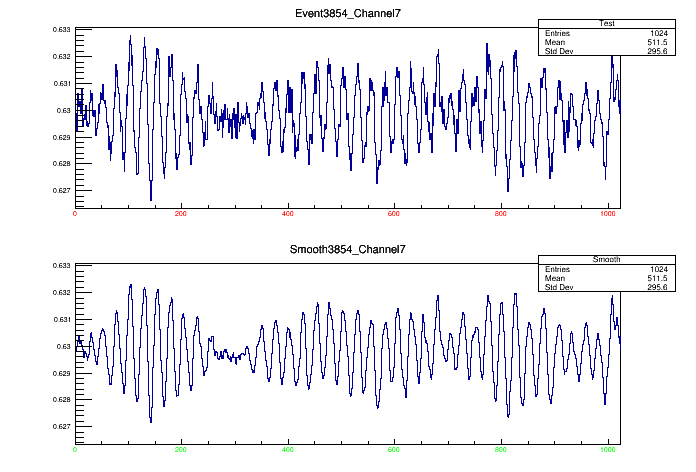 Event3854_Channel7
Test
Entries 1024
Mean 511.5
Std Dev 295.6
0.633
0.632
0.631
0.63
0.629
0.628
0.627
0 200 400 600 800 1000
Smooth3854_Channel7
Smooth
Entries 1024
Mean 511.5
Std Dev 295.6
0.633
0.632
0.631
0.63
0.629
0.628
0.627
0 200 400 600 800 1000